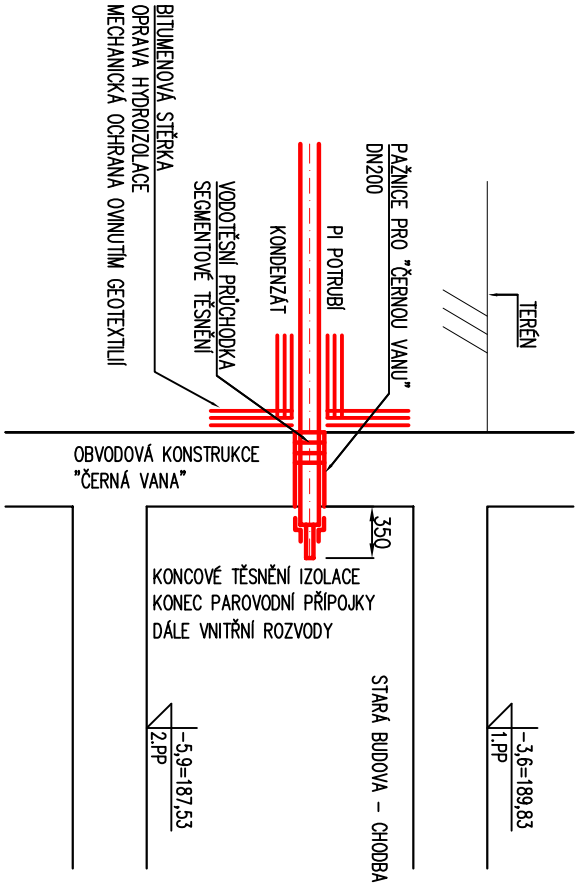 TERÉN
PAŽNICE PRO "ČERNOU VANU"
DN200
PI POTRUBÍ
KONDENZÁT
VODOTĚSNÍ PRŮCHODKA
SEGMENTOVÉ TĚSNĚNÍ
BITUMENOVÁ STĚRKA
OPRAVA HYDROIZOLACE
MECHANICKÁ OCHRANA OVINUTÍM GEOTEXTILIÍ
OBVODOVÁ KONSTRUKCE
"ČERNÁ VANA"
350
KONCOVÉ TĚSNĚNÍ IZOLACE
KONEC PAROVODNÍ PŘÍPOJKY
DÁLE VNITŘNÍ ROZVODY
STARÁ BUDOVA - CHODBA
-3,6=189,83
1.PP
-5,9=187,53
2.PP